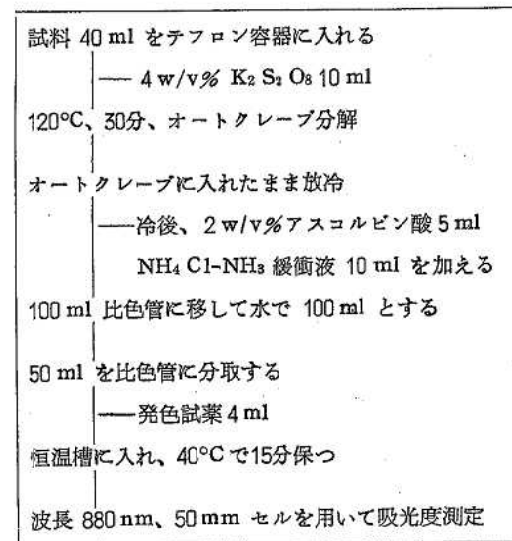 試料 40 ml をテフロン容器に入れる
── 4 w/v% K₂ S₂ O₈ 10 ml
120°C、30分、オートクレーブ分解
オートクレーブに入れたまま放冷
──冷後、2 w/v%アスコルビン酸 5 ml
NH₄ Cl-NH₃ 緩衝液 10 ml を加える
100 ml 比色管に移して水で 100 ml とする
50 ml を比色管に分取する
──発色試薬 4 ml
恒温槽に入れ、40°C で15分保つ
波長 880 nm、50 mm セルを用いて吸光度測定